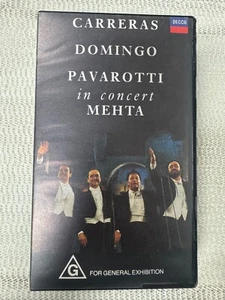 CARRERAS
DECCA
DOMINGO
PAVAROTTI
in concert
MEHTA
G
FOR GENERAL EXHIBITION